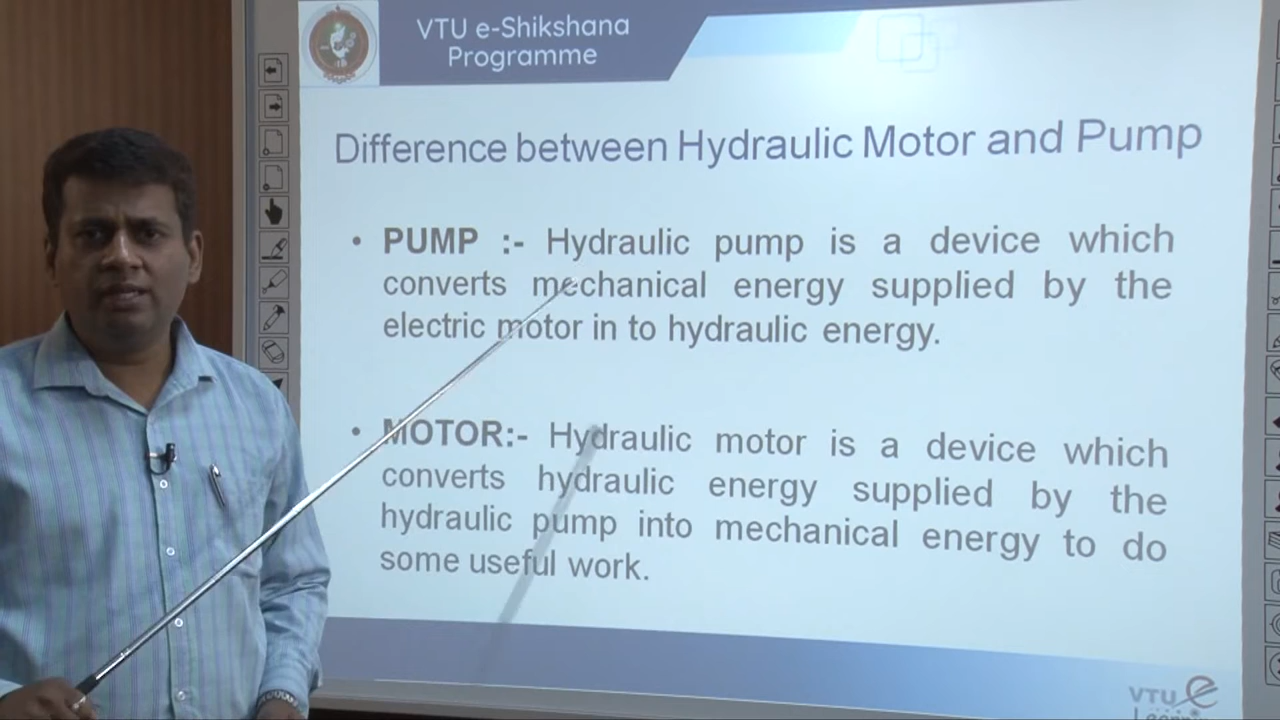 VTU e-Shikshana
Programme
Difference between Hydraulic Motor and Pump
• PUMP :- Hydraulic pump is a device which
converts mechanical energy supplied by the
electric motor in to hydraulic energy.
• MOTOR:- Hydraulic motor is a device which
converts hydraulic energy supplied by the
hydraulic pump into mechanical energy to do
some useful work.
VTU e